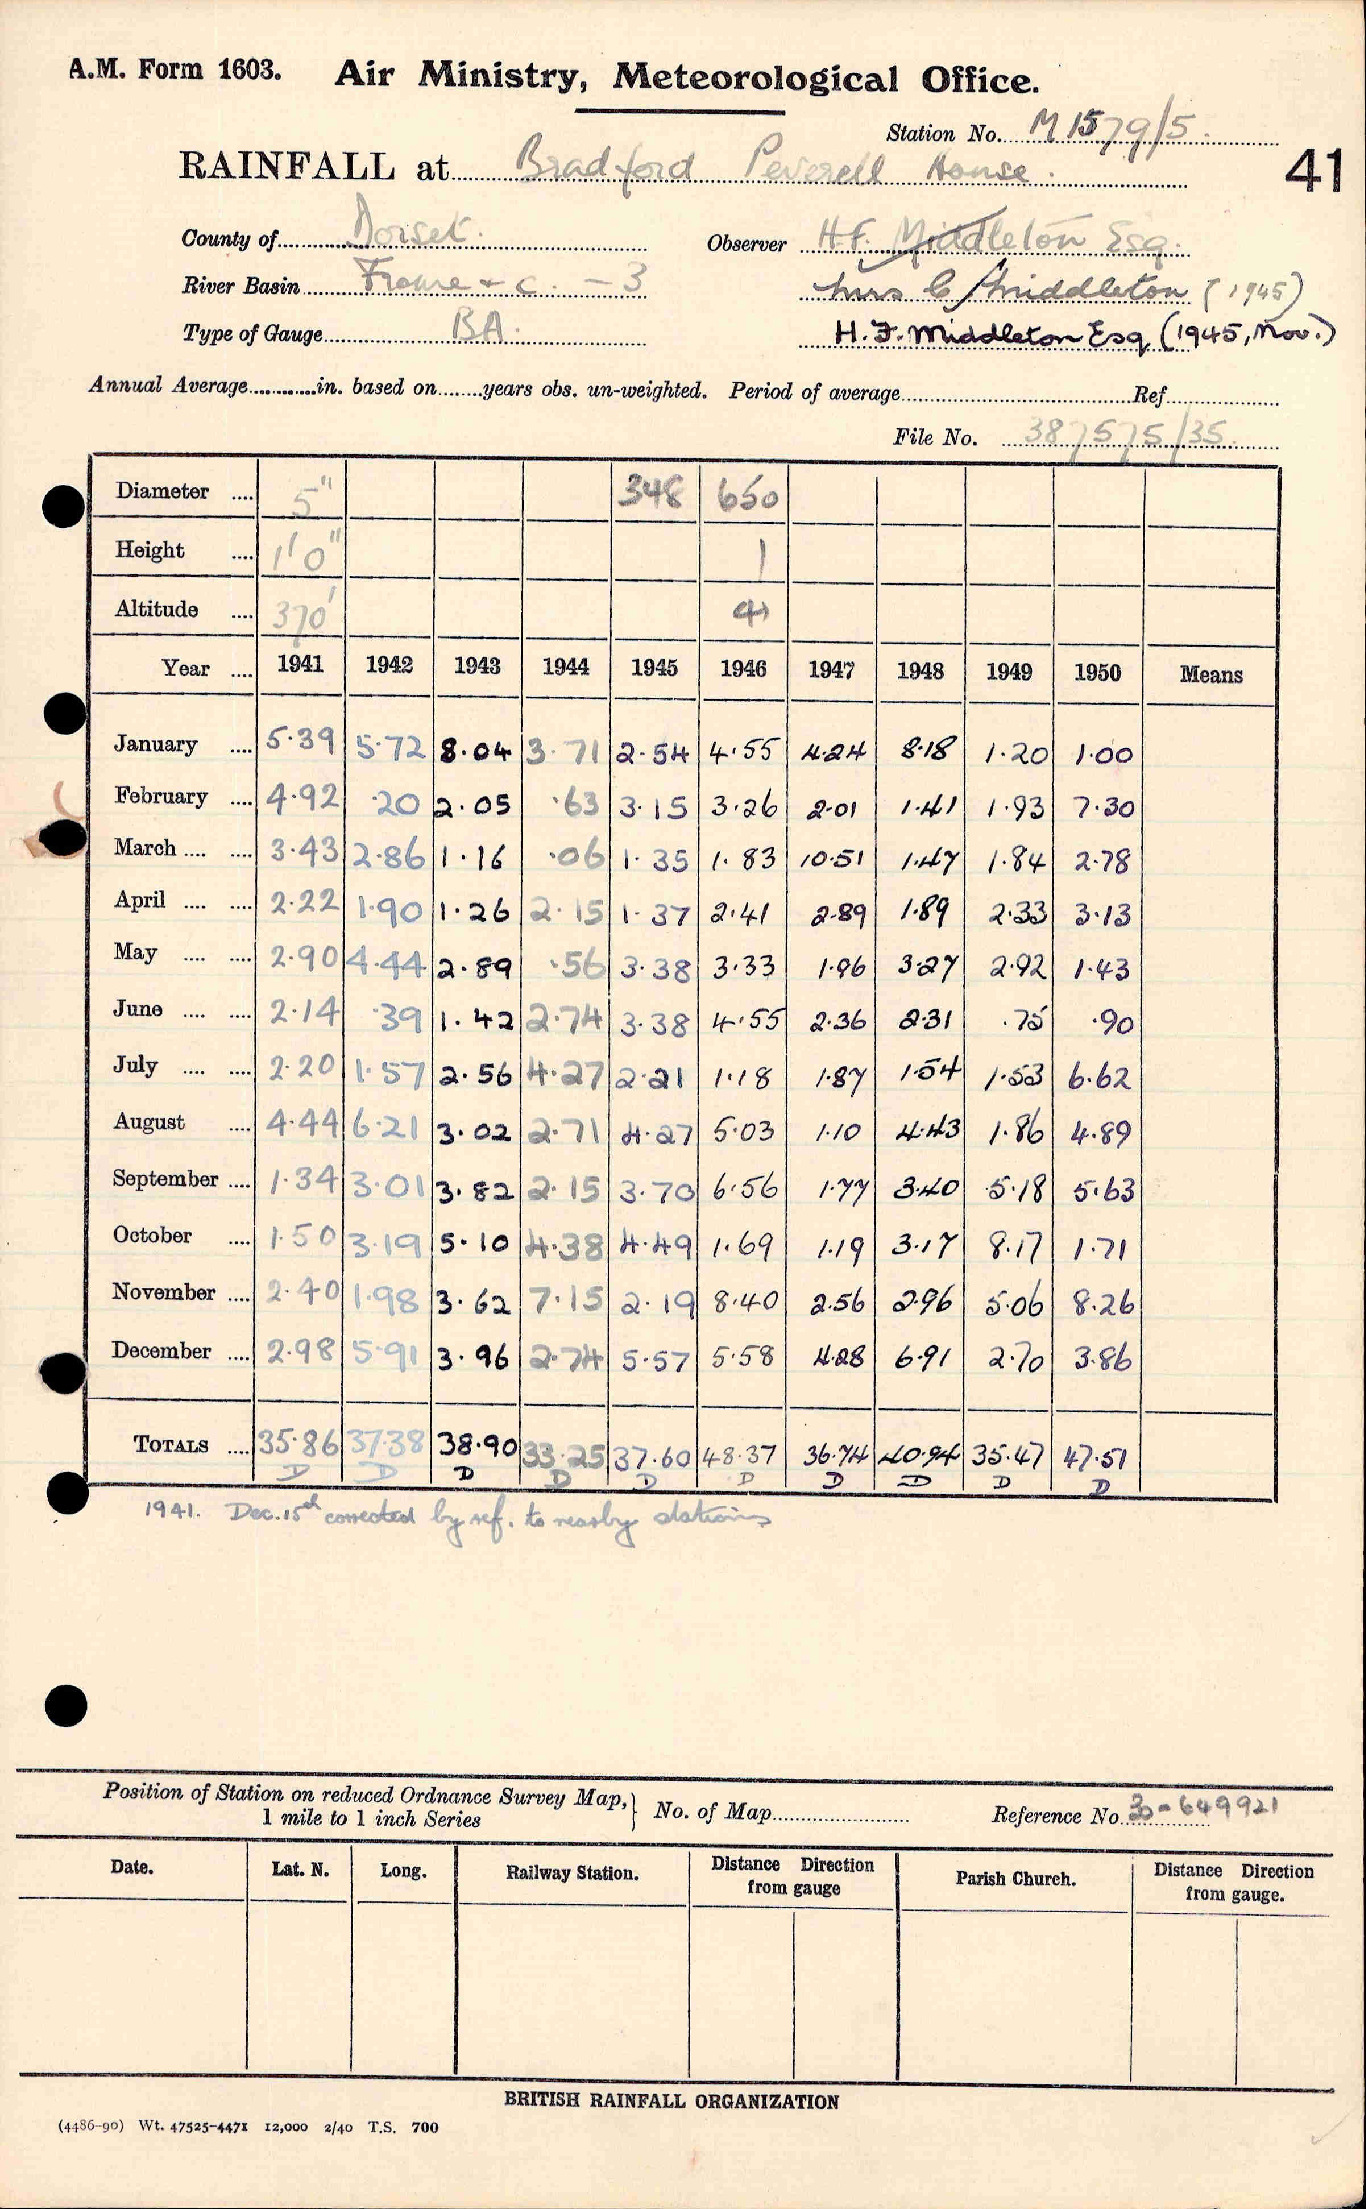 A.M. Form 1603. Air Ministry, Meteorological Office.
Station No. M 1579/5.
41
RAINFALL at Bradford Peverell House.
County of Dorset. Observer H.F. Middleton Esq.
River Basin Frome & c. - 3 Mrs C Middleton (1945)
Type of Gauge BA. H. F. Middleton Esq (1945, Nov.)
Annual Average in. based on years obs. un-weighted. Period of average Ref
File No. 387575/35
Diameter 5" 348 650
Height 1'0" 1
Altitude 370'
Year 1941 1942 1943 1944 1945 1946 1947 1948 1949 1950 Means
January 5.39 5.72 8.04 3.71 2.54 4.55 4.24 8.18 1.20 1.00
February 4.92 .20 2.05 .63 3.15 3.26 2.01 1.41 1.93 7.30
March 3.43 2.86 1.16 .06 1.35 1.83 10.51 1.47 1.84 2.78
April 2.22 1.90 1.26 2.15 1.37 2.41 2.89 1.89 2.33 3.13
May 2.90 4.44 2.89 .56 3.38 3.33 1.96 3.27 2.92 1.43
June 2.14 .39 1.42 2.74 3.38 4.55 2.36 2.31 .75 .90
July 2.20 1.57 2.56 4.27 2.21 1.18 1.87 1.54 1.53 6.62
August 4.44 6.21 3.02 2.71 4.27 5.03 1.10 4.43 1.86 4.89
September 1.34 3.01 3.82 2.15 3.70 6.56 1.77 3.40 5.18 5.63
October 1.50 3.19 5.10 4.38 4.49 1.69 1.19 3.17 8.17 1.71
November 2.40 1.98 3.62 7.15 2.19 8.40 2.56 2.96 5.06 8.26
December 2.98 5.91 3.96 2.74 5.57 5.58 4.28 6.91 2.70 3.86
TOTALS 35.86 37.38 38.90 33.25 37.60 48.37 36.74 40.94 35.47 47.51
D D D D D D D D D D
1941. Dec. 15th corrected by ref. to nearby stations
Position of Station on reduced Ordnance Survey Map, 1 mile to 1 inch Series } No. of Map Reference No 30-649921
Date. Lat. N. Long. Railway Station. Distance Direction from gauge Parish Church. Distance Direction from gauge.
BRITISH RAINFALL ORGANIZATION
(4486-90) Wt. 47525-4471 12,000 2/40 T.S. 700